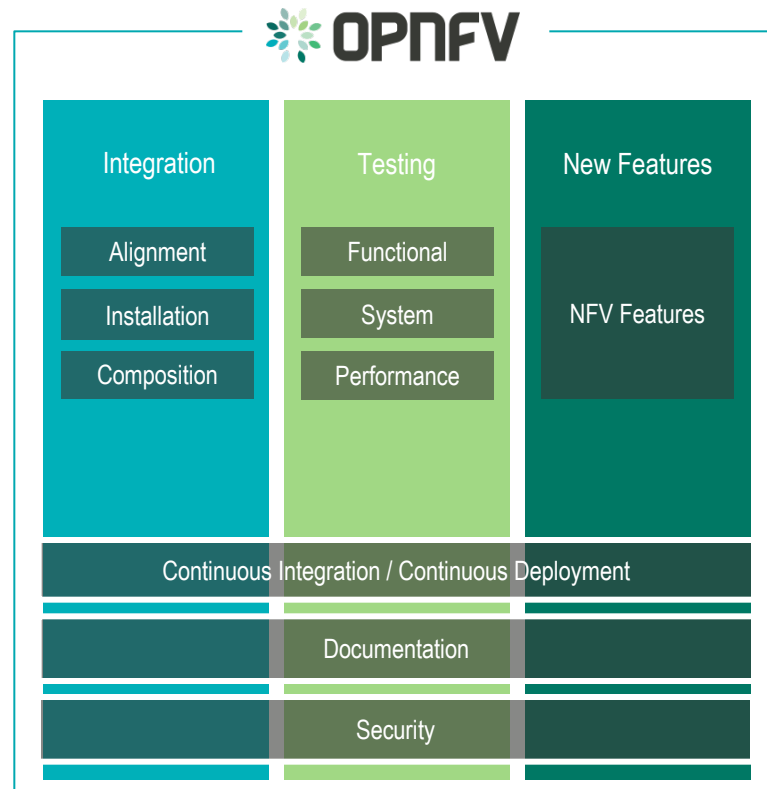 OPNFV
Integration
Testing
New Features
Alignment
Installation
Composition
Functional
System
Performance
NFV Features
Continuous Integration / Continuous Deployment
Documentation
Security